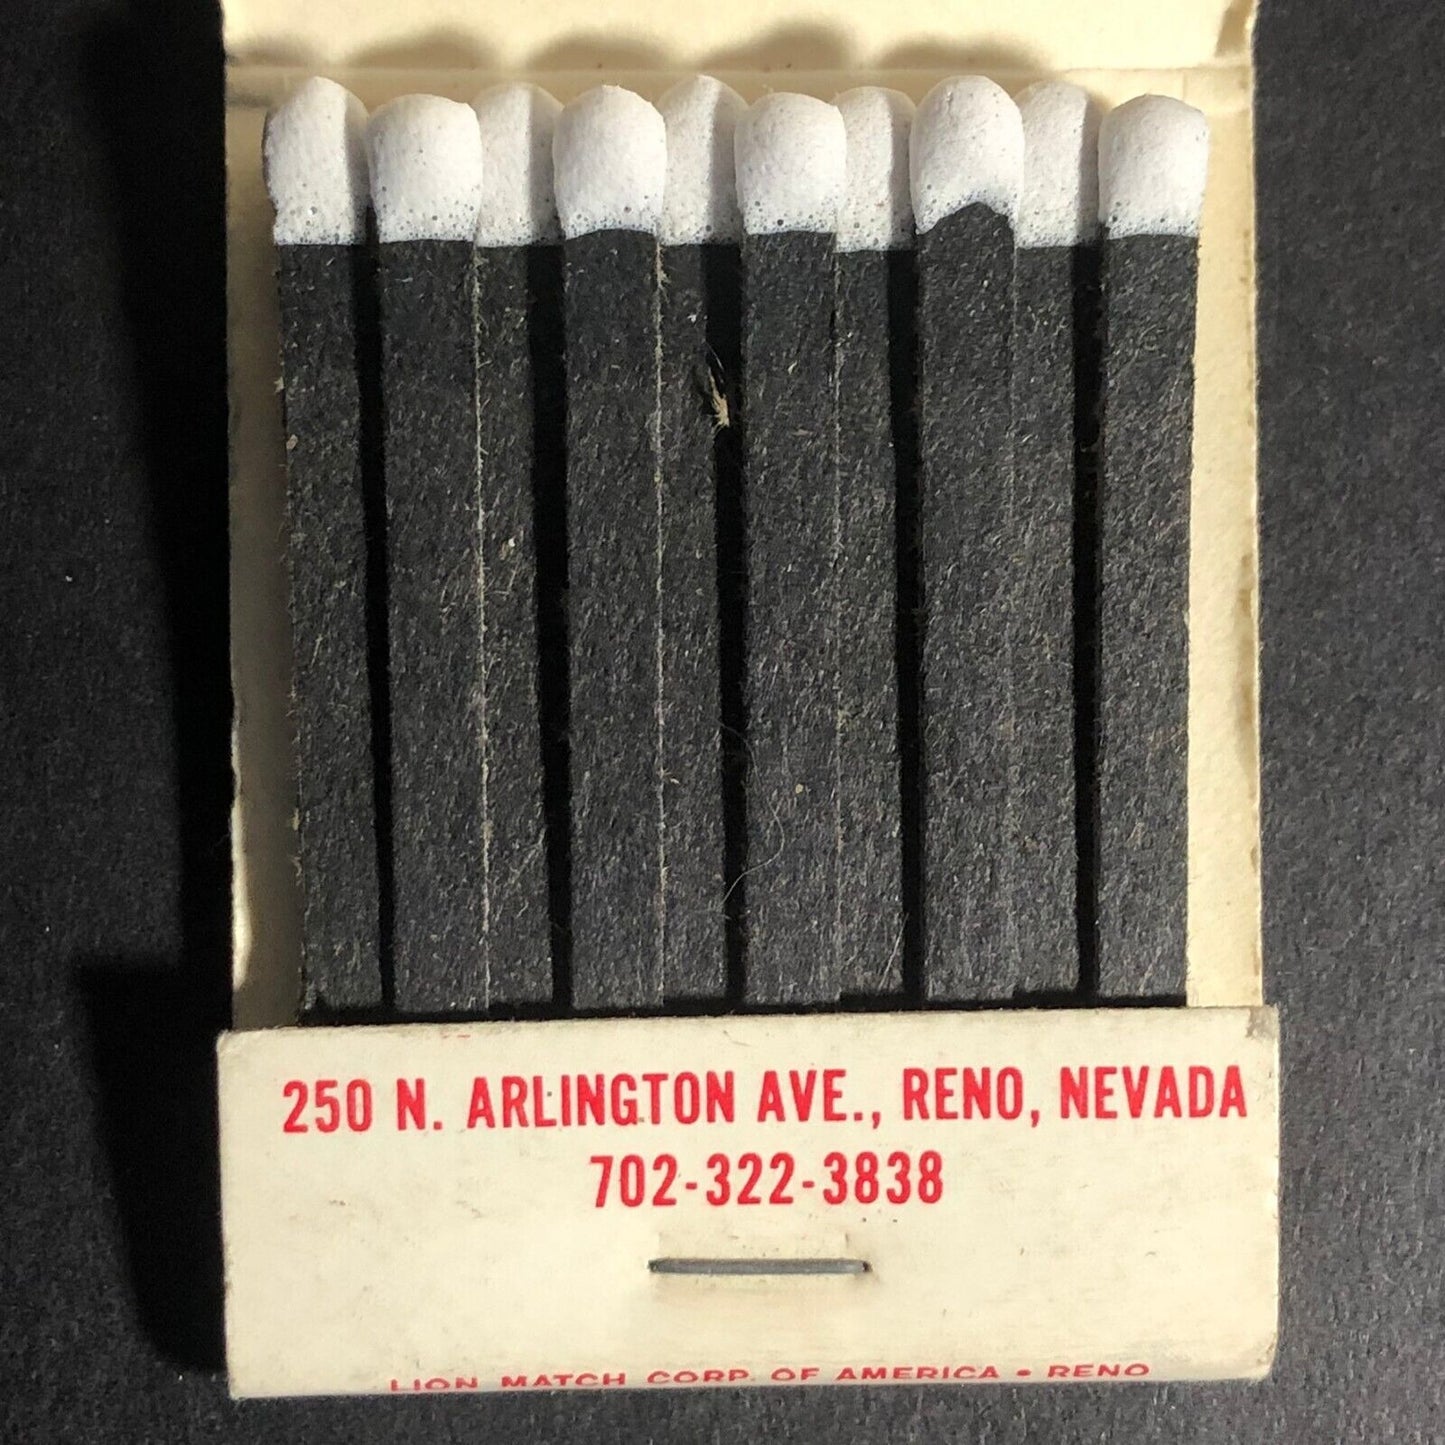 250 N. ARLINGTON AVE., RENO, NEVADA
702-322-3838
LION MATCH CORP. OF AMERICA • RENO